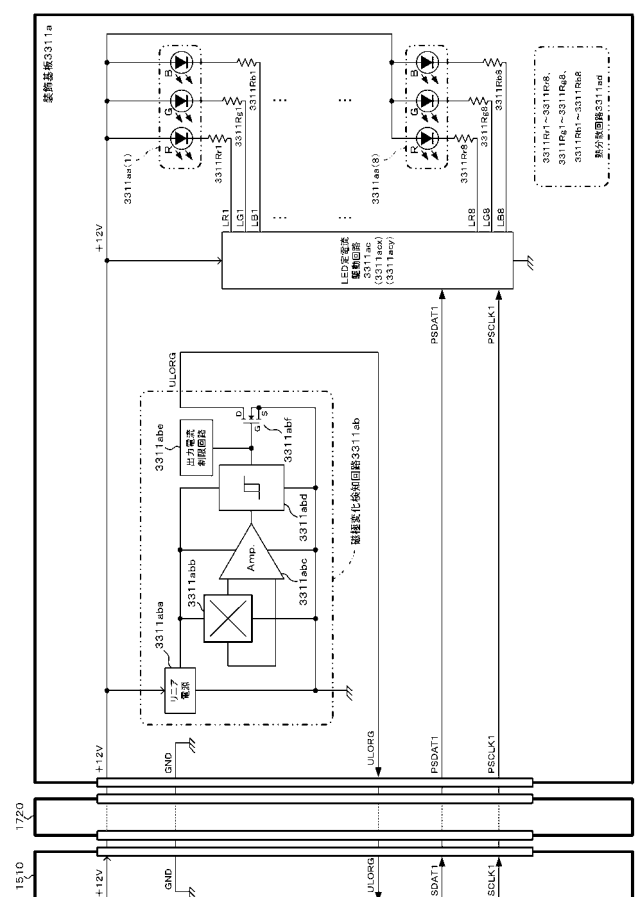 装飾基板3311a
+12V
3311aa(1)
R
G
B
3311Rr1
3311Rg1
3311Rb1
LR1
LG1
LB1
3311aa(8)
R
G
B
3311Rr8
3311Rg8
3311Rb8
LR8
LG8
LB8
3311Rr1～3311Rr8、
3311Rg1～3311Rg8、
3311Rb1～3311Rb8
熱分散回路3311ad
LED定電流
駆動回路
3311ac
(3311acx)
(3311acy)
PSDAT1
PSCLK1
ULORG
3311abe
出力電流
制限回路
D
G
S
3311abf
3311abd
3311abb
Amp.
3311abc
3311aba
リニア
電源
磁極変化検知回路3311ab
+12V
GND
ULORG
PSDAT1
PSCLK1
1720
1510
+12V
GND
ULORG
SDAT1
SCLK1